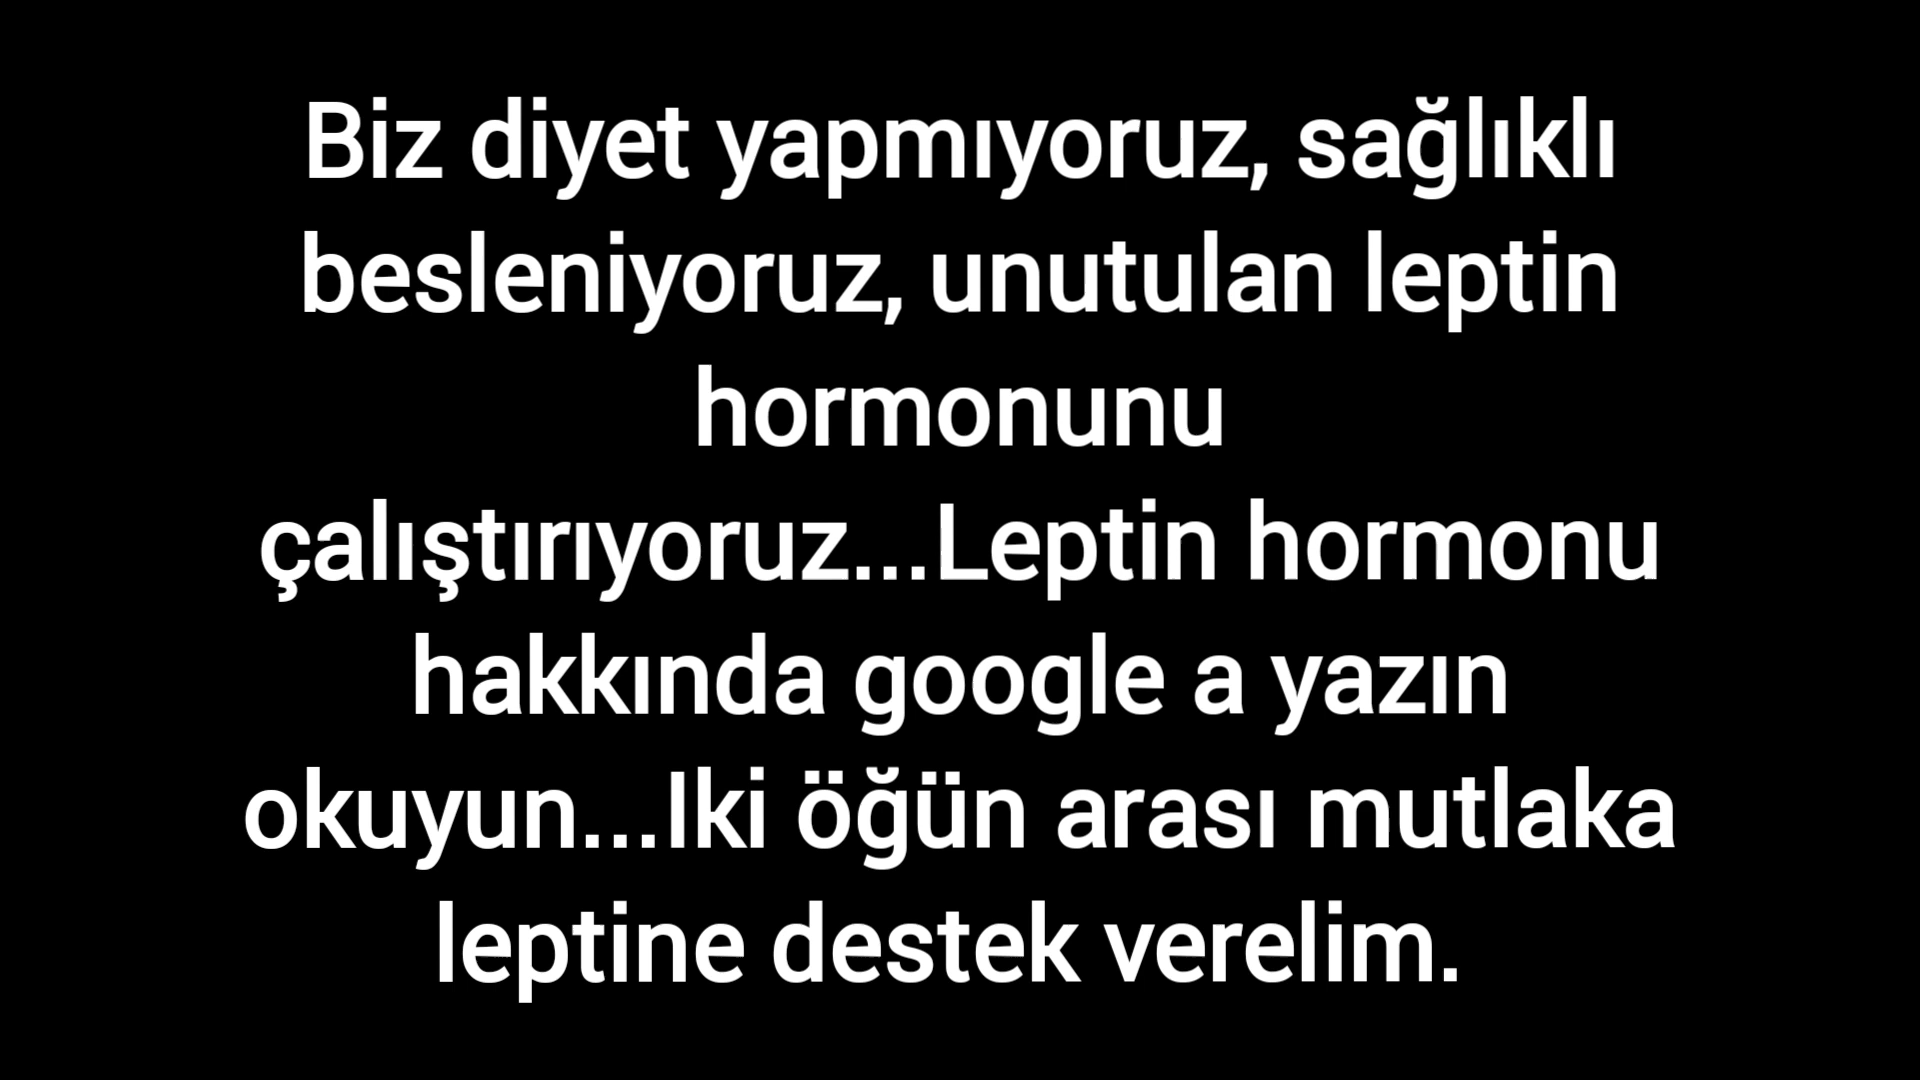 Biz diyet yapmıyoruz, sağlıklı
besleniyoruz, unutulan leptin
hormonunu
çalıştırıyoruz...Leptin hormonu
hakkında google a yazın
okuyun...Iki öğün arası mutlaka
leptine destek verelim.